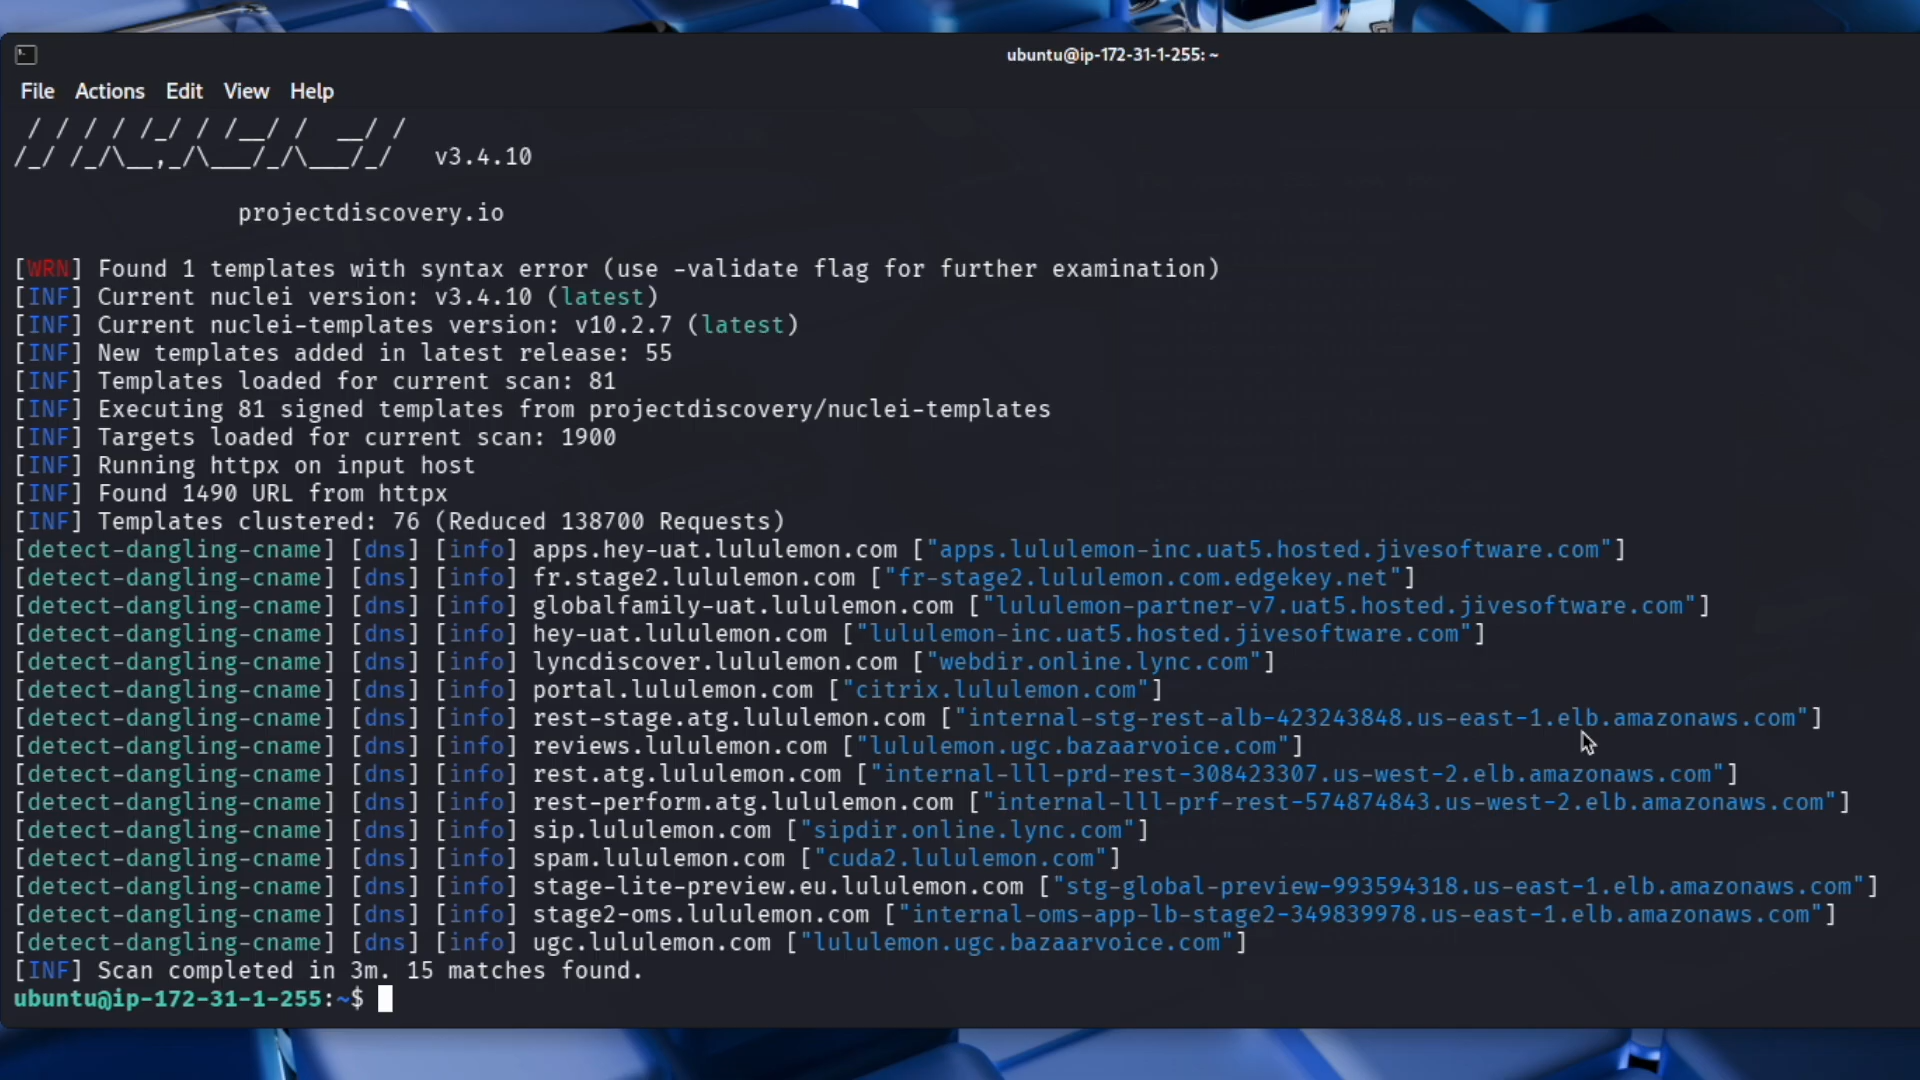 ubuntu@ip-172-31-1-255: ~
File Actions Edit View Help
v3.4.10
projectdiscovery.io
[WRN] Found 1 templates with syntax error (use -validate flag for further examination)
[INF] Current nuclei version: v3.4.10 (latest)
[INF] Current nuclei-templates version: v10.2.7 (latest)
[INF] New templates added in latest release: 55
[INF] Templates loaded for current scan: 81
[INF] Executing 81 signed templates from projectdiscovery/nuclei-templates
[INF] Targets loaded for current scan: 1900
[INF] Running httpx on input host
[INF] Found 1490 URL from httpx
[INF] Templates clustered: 76 (Reduced 138700 Requests)
[detect-dangling-cname] [dns] [info] apps.hey-uat.lululemon.com ["apps.lululemon-inc.uat5.hosted.jivesoftware.com"]
[detect-dangling-cname] [dns] [info] fr.stage2.lululemon.com ["fr-stage2.lululemon.com.edgekey.net"]
[detect-dangling-cname] [dns] [info] globalfamily-uat.lululemon.com ["lululemon-partner-v7.uat5.hosted.jivesoftware.com"]
[detect-dangling-cname] [dns] [info] hey-uat.lululemon.com ["lululemon-inc.uat5.hosted.jivesoftware.com"]
[detect-dangling-cname] [dns] [info] lyncdiscover.lululemon.com ["webdir.online.lync.com"]
[detect-dangling-cname] [dns] [info] portal.lululemon.com ["citrix.lululemon.com"]
[detect-dangling-cname] [dns] [info] rest-stage.atg.lululemon.com ["internal-stg-rest-alb-423243848.us-east-1.elb.amazonaws.com"]
[detect-dangling-cname] [dns] [info] reviews.lululemon.com ["lululemon.ugc.bazaarvoice.com"]
[detect-dangling-cname] [dns] [info] rest.atg.lululemon.com ["internal-lll-prd-rest-308423307.us-west-2.elb.amazonaws.com"]
[detect-dangling-cname] [dns] [info] rest-perform.atg.lululemon.com ["internal-lll-prf-rest-574874843.us-west-2.elb.amazonaws.com"]
[detect-dangling-cname] [dns] [info] sip.lululemon.com ["sipdir.online.lync.com"]
[detect-dangling-cname] [dns] [info] spam.lululemon.com ["cuda2.lululemon.com"]
[detect-dangling-cname] [dns] [info] stage-lite-preview.eu.lululemon.com ["stg-global-preview-993594318.us-east-1.elb.amazonaws.com"]
[detect-dangling-cname] [dns] [info] stage2-oms.lululemon.com ["internal-oms-app-lb-stage2-349839978.us-east-1.elb.amazonaws.com"]
[detect-dangling-cname] [dns] [info] ugc.lululemon.com ["lululemon.ugc.bazaarvoice.com"]
[INF] Scan completed in 3m. 15 matches found.
ubuntu@ip-172-31-1-255:~$